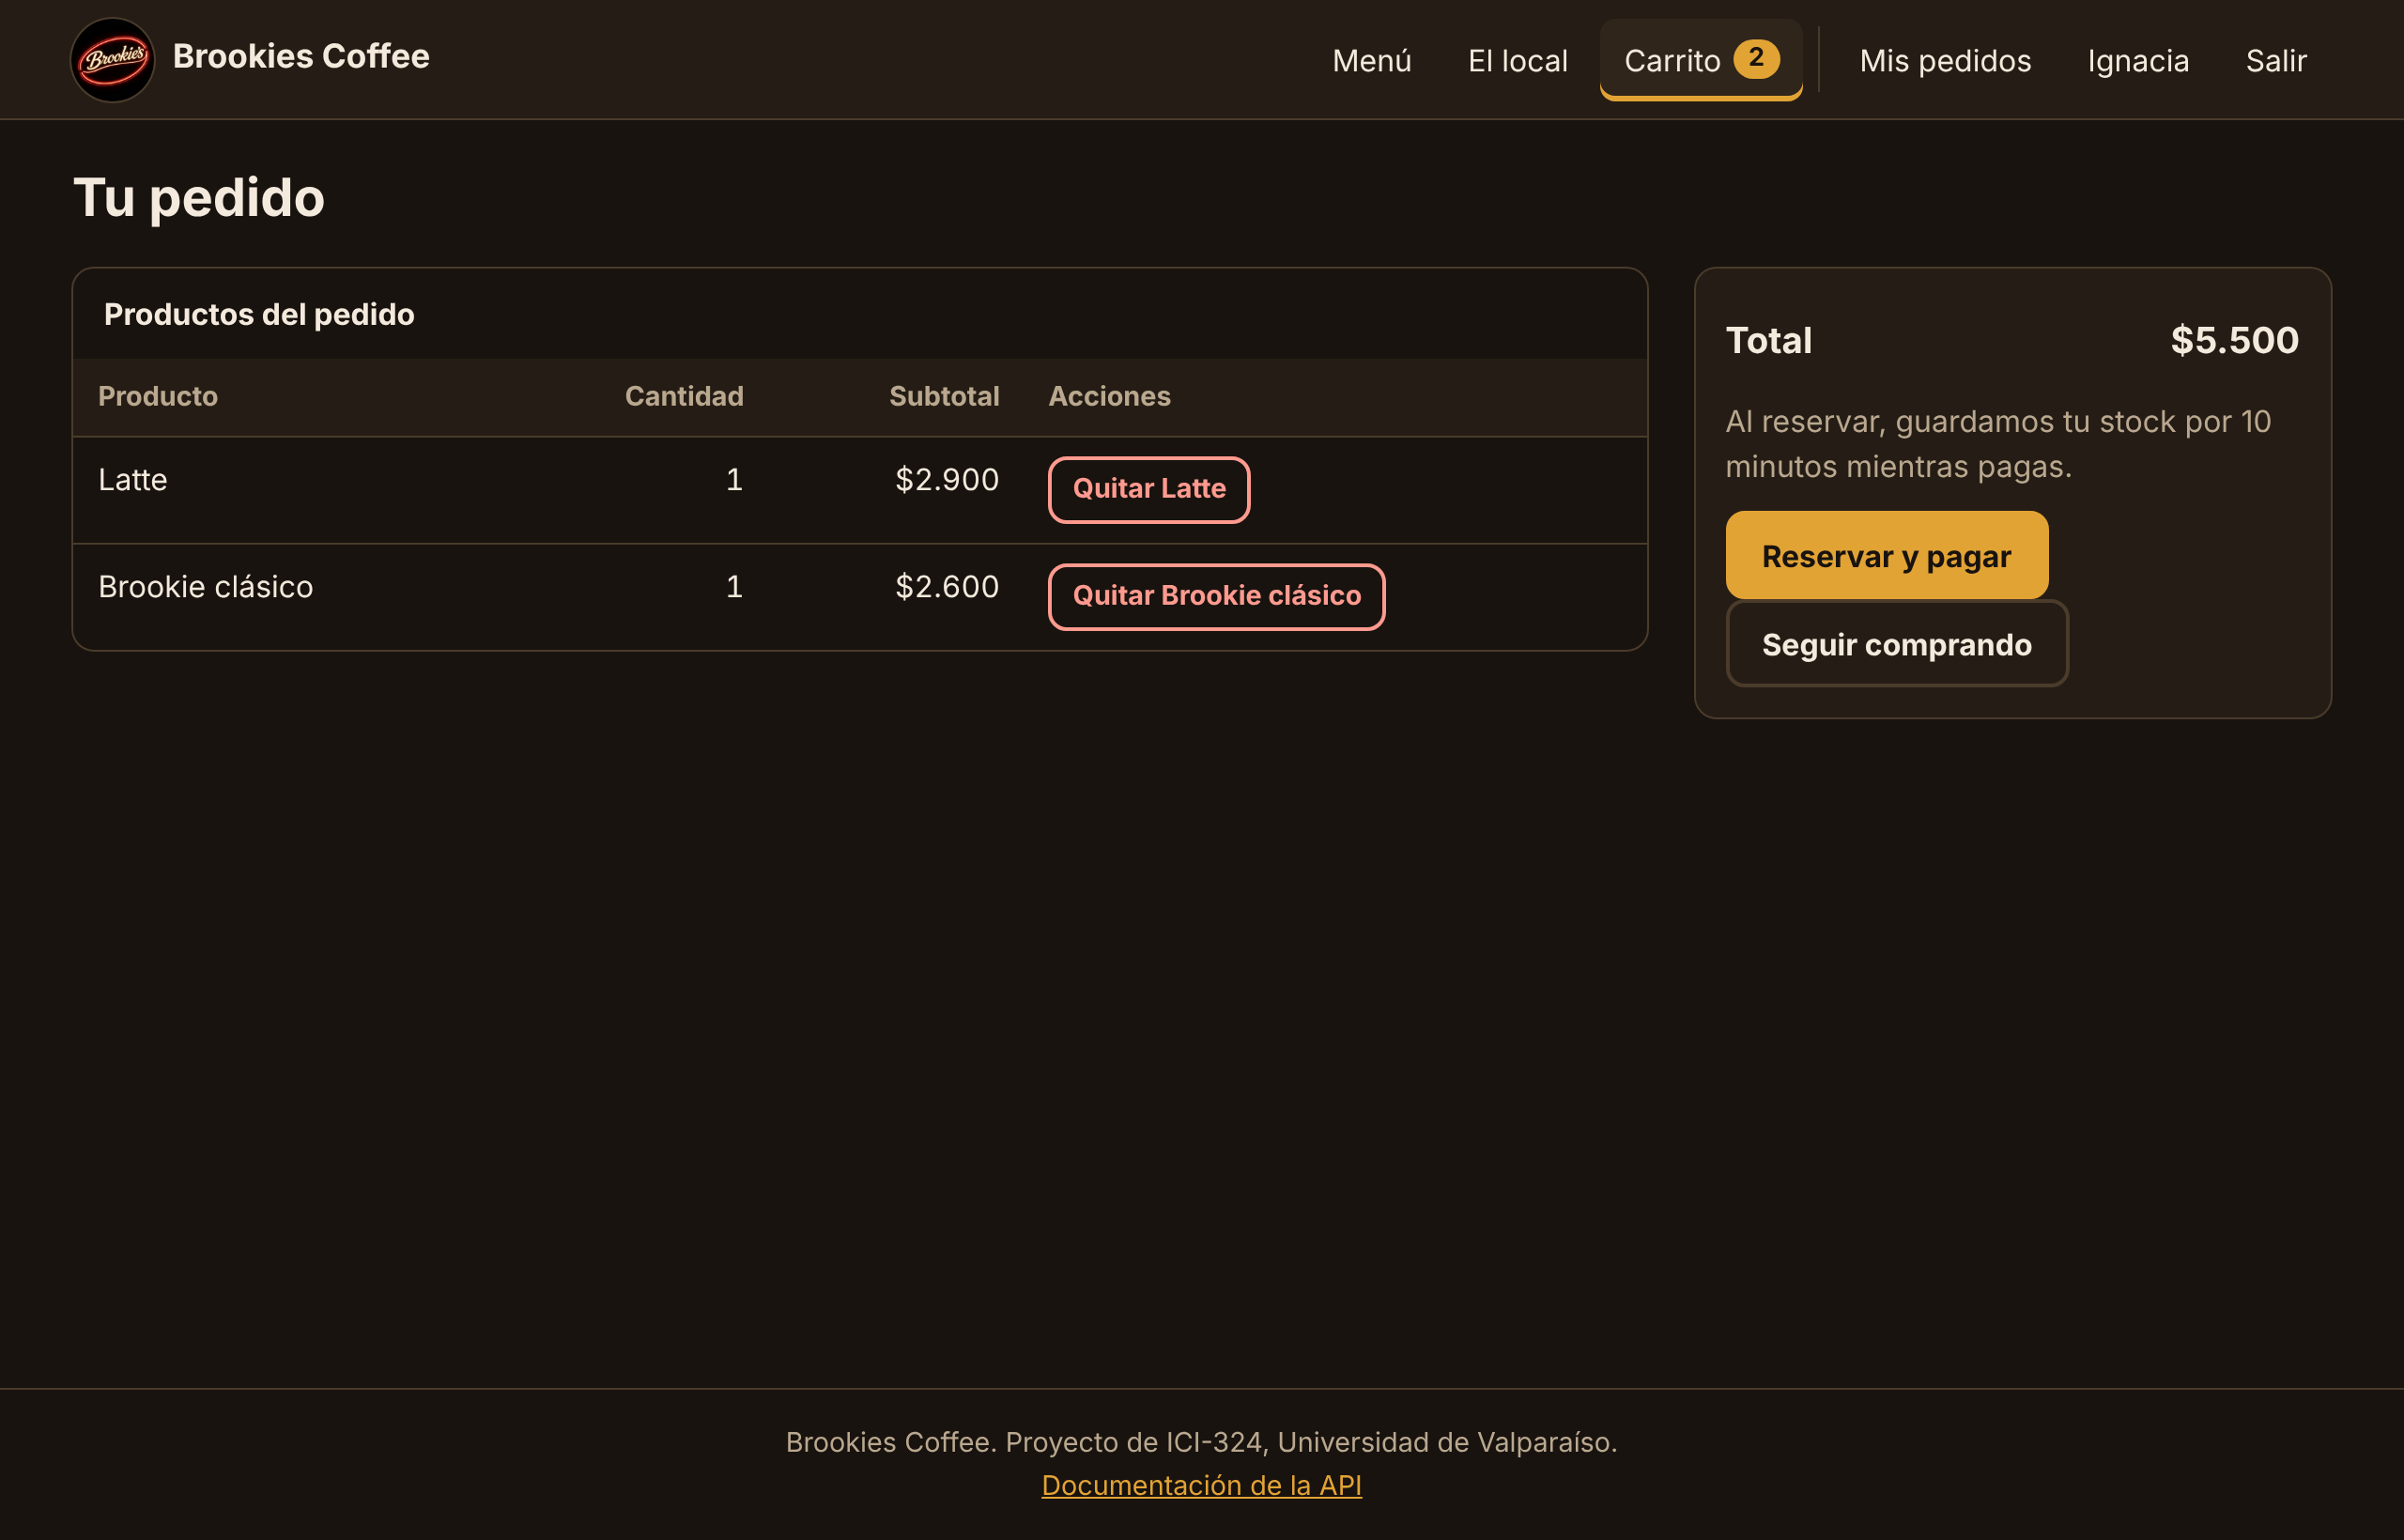 Brookies Brookies Coffee Menú El local Carrito 2 Mis pedidos Ignacia Salir
Tu pedido
Productos del pedido
Producto Cantidad Subtotal Acciones
Latte 1 $2.900 Quitar Latte
Brookie clásico 1 $2.600 Quitar Brookie clásico
Total $5.500
Al reservar, guardamos tu stock por 10
minutos mientras pagas.
Reservar y pagar
Seguir comprando
Brookies Coffee. Proyecto de ICI-324, Universidad de Valparaíso.
Documentación de la API